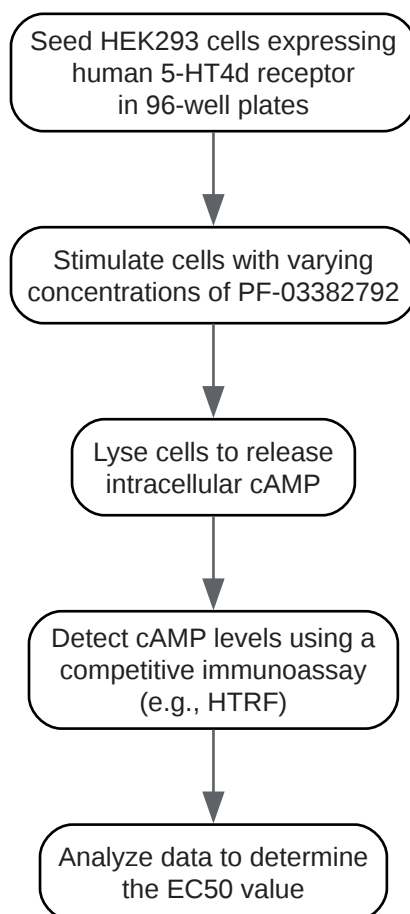 Seed HEK293 cells expressing
human 5-HT4d receptor
in 96-well plates
Stimulate cells with varying
concentrations of PF-03382792
Lyse cells to release
intracellular cAMP
Detect cAMP levels using a
competitive immunoassay
(e.g., HTRF)
Analyze data to determine
the EC50 value